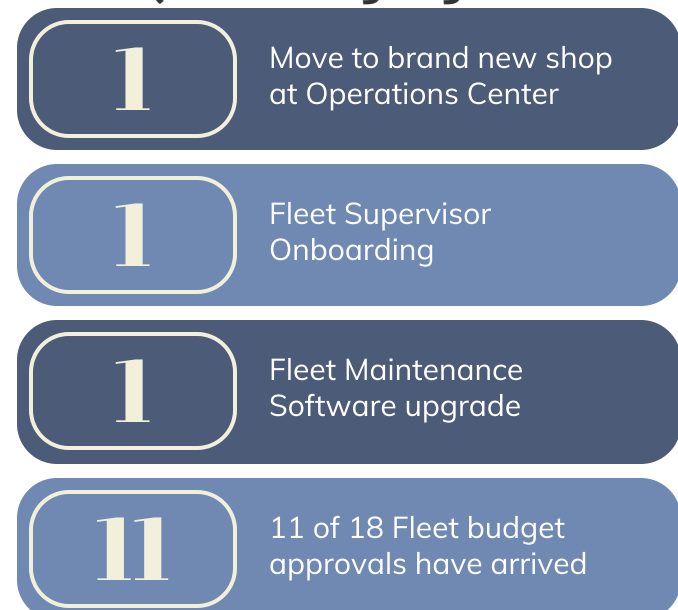 1
Move to brand new shop
at Operations Center
1
Fleet Supervisor
Onboarding
1
Fleet Maintenance
Software upgrade
11
11 of 18 Fleet budget
approvals have arrived